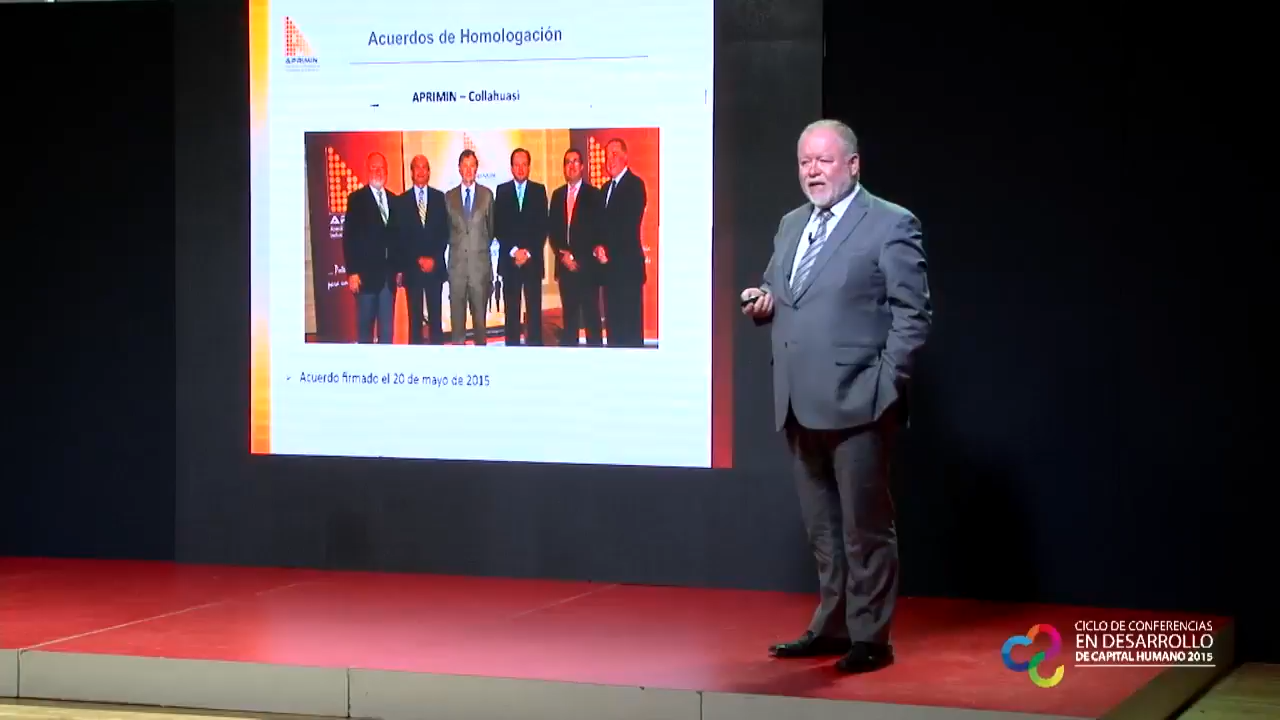 APRIMIN
Acuerdos de Homologación
APRIMIN – Collahuasi
Acuerdo firmado el 20 de mayo de 2015
CICLO DE CONFERENCIAS
EN DESARROLLO
DE CAPITAL HUMANO 2015